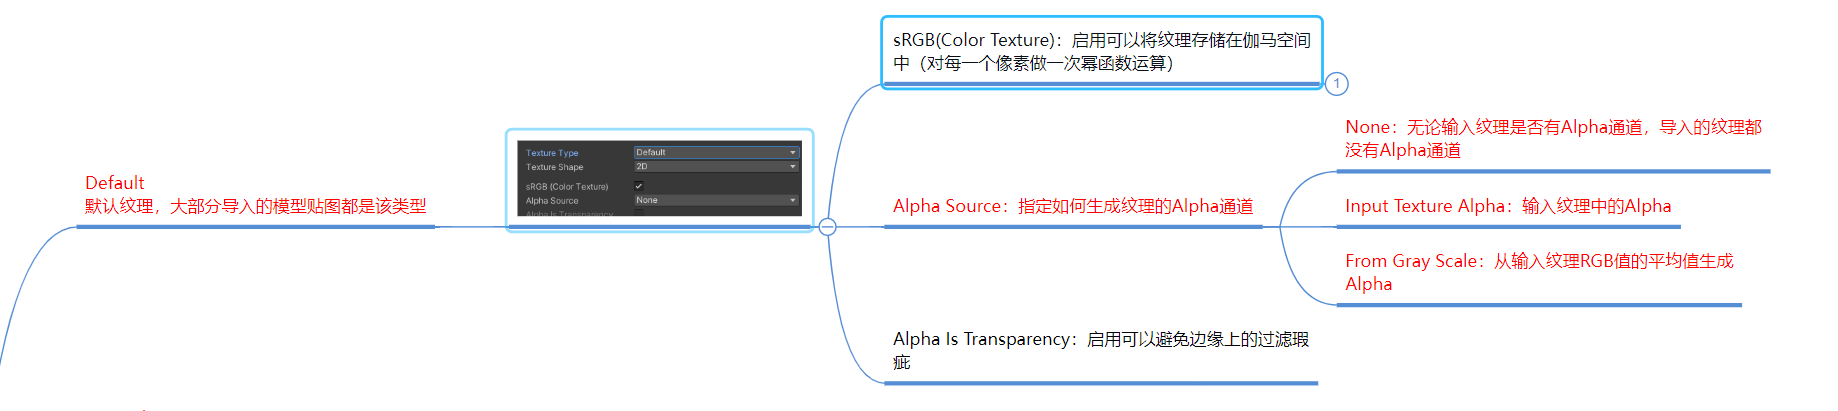 Default
默认纹理，大部分导入的模型贴图都是该类型
Texture Type
Default
Texture Shape
2D
sRGB (Color Texture)
Alpha Source
None
Alpha Is Transparency
sRGB(Color Texture)：启用可以将纹理存储在伽马空间
中（对每一个像素做一次幂函数运算）
1
Alpha Source：指定如何生成纹理的Alpha通道
None：无论输入纹理是否有Alpha通道，导入的纹理都
没有Alpha通道
Input Texture Alpha：输入纹理中的Alpha
From Gray Scale：从输入纹理RGB值的平均值生成
Alpha
Alpha Is Transparency：启用可以避免边缘上的过滤瑕
疵